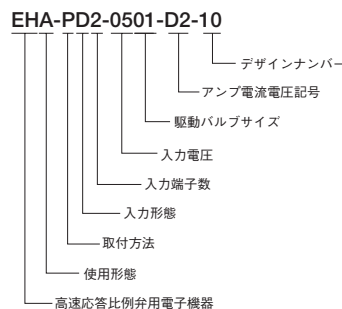 EHA-PD2-0501-D2-10
デザインナンバー
アンプ電流電圧記号
駆動バルブサイズ
入力電圧
入力端子数
入力形態
取付方法
使用形態
高速応答比例弁用電子機器